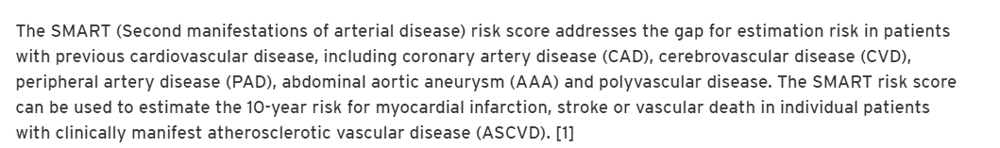 The SMART (Second manifestations of arterial disease) risk score addresses the gap for estimation risk in patients
with previous cardiovascular disease, including coronary artery disease (CAD), cerebrovascular disease (CVD),
peripheral artery disease (PAD), abdominal aortic aneurysm (AAA) and polyvascular disease. The SMART risk score
can be used to estimate the 10-year risk for myocardial infarction, stroke or vascular death in individual patients
with clinically manifest atherosclerotic vascular disease (ASCVD). [1]